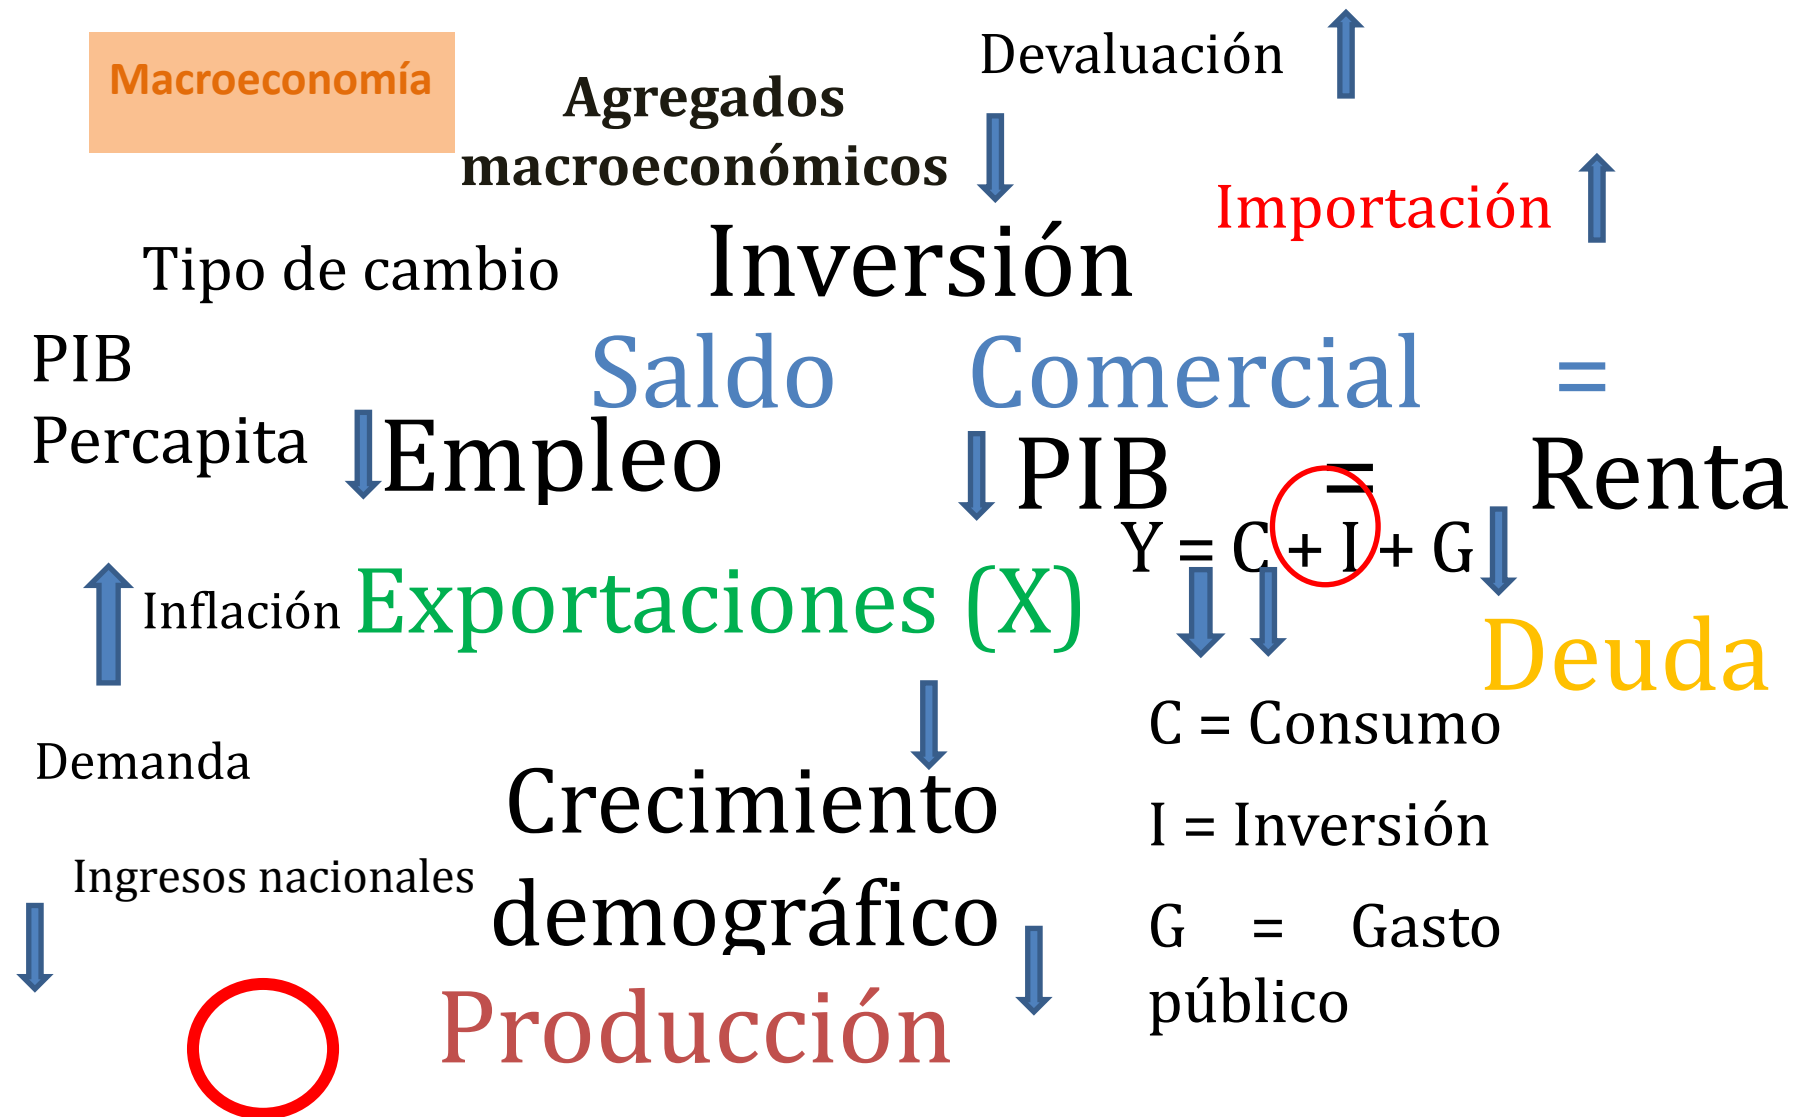 Macroeconomía
Agregados
macroeconómicos
Devaluación
Importación
Tipo de cambio
Inversión
PIB
Percapita
Saldo Comercial =
Empleo
PIB = Renta
Y = C + I + G
Inflación
Exportaciones (X)
Deuda
Demanda
Crecimiento
demográfico
Ingresos nacionales
C = Consumo
I = Inversión
G = Gasto
público
Producción